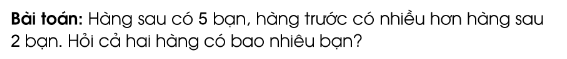 Bài toán: Hàng sau có 5 bạn, hàng trước có nhiều hơn hàng sau
2 bạn. Hỏi cả hai hàng có bao nhiêu bạn?